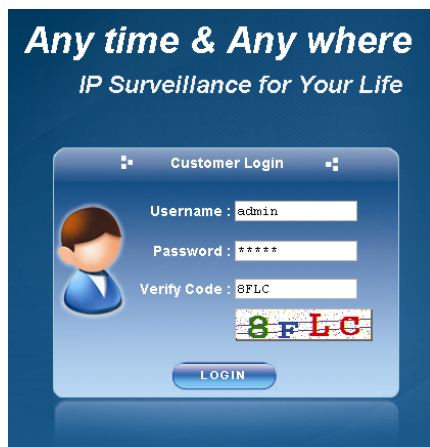 Any time & Any where
IP Surveillance for Your Life
Customer Login
Username : admin
Password : *****
Verify Code : 8FLC
8FLC
LOGIN